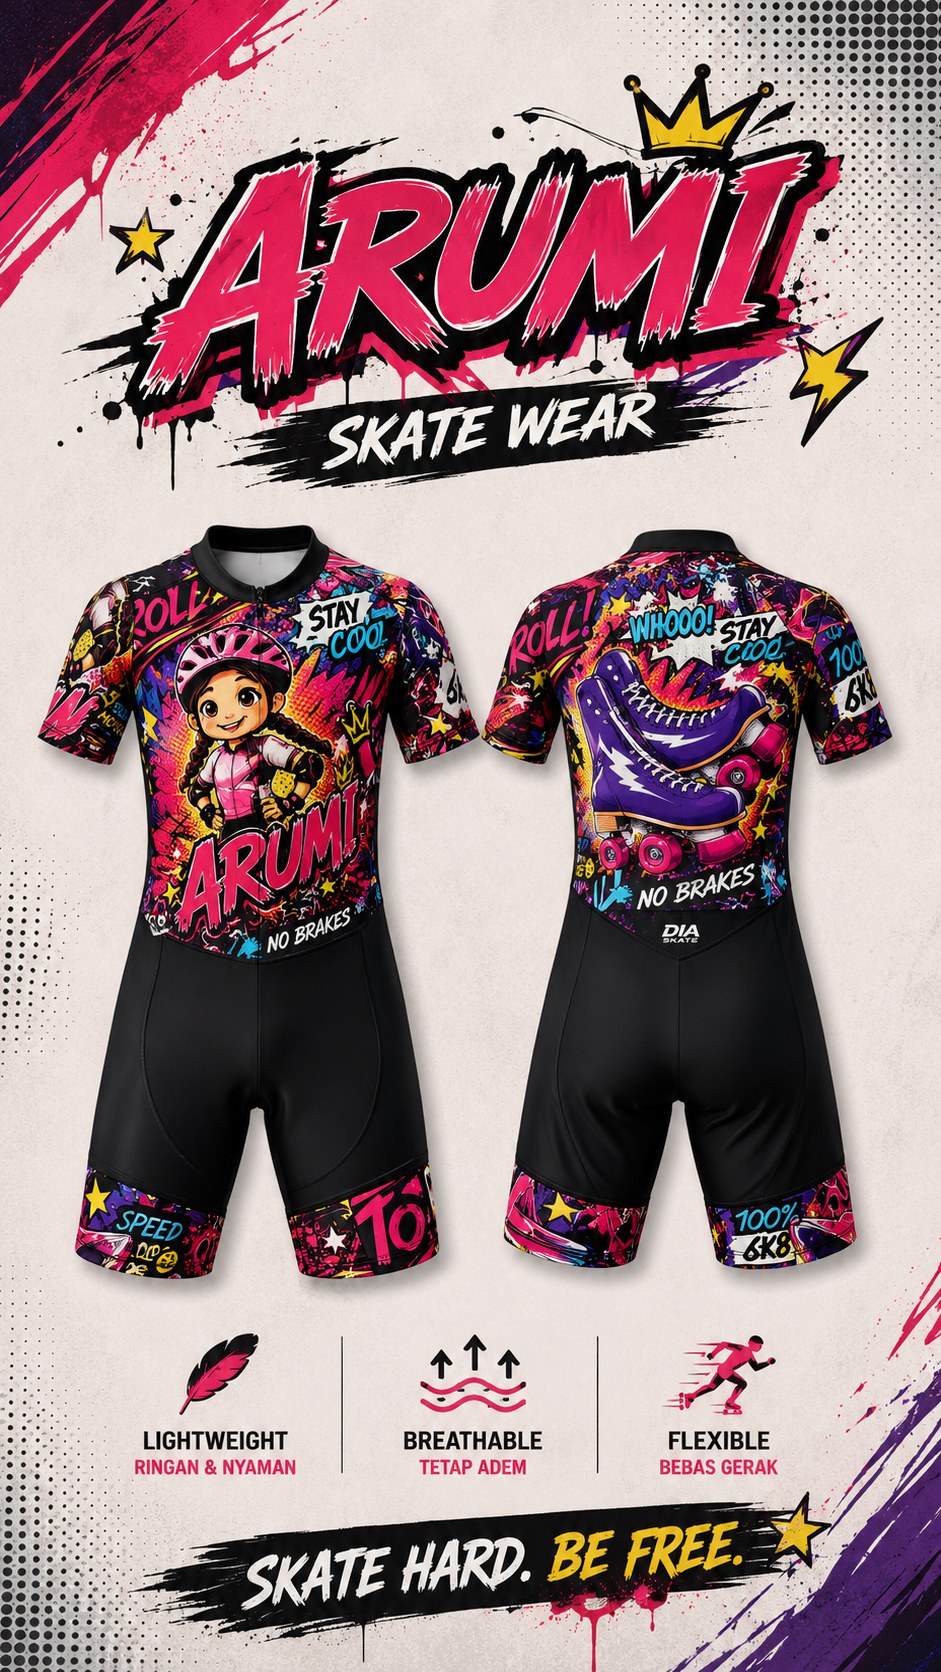 ARUMI
SKATE WEAR
ROLL
STAY
COOL
ARUMI
NO BRAKES
SPEED
TO
ROLL!
WHOOO!
STAY
COOL
100%
6K8
NO BRAKES
DIA
SKATE
100%
6K8
LIGHTWEIGHT
RINGAN & NYAMAN
BREATHABLE
TETAP ADEM
FLEXIBLE
BEBAS GERAK
SKATE HARD. BE FREE.